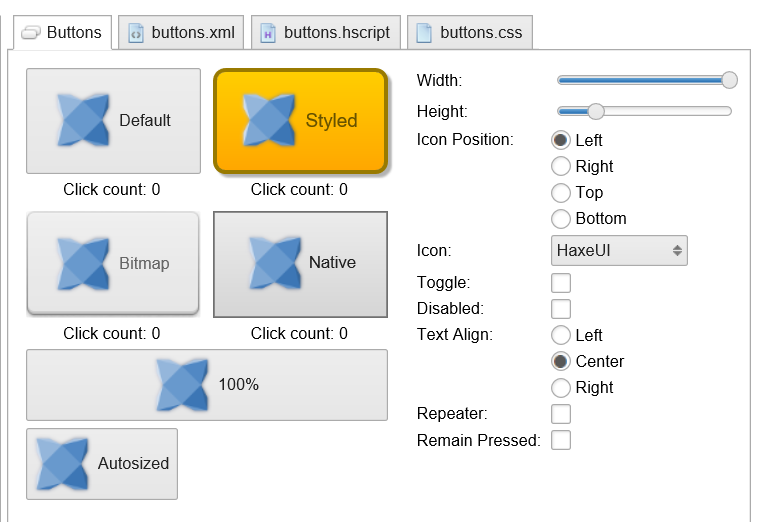 Buttons buttons.xml buttons.hscript buttons.css
Default
Styled
Click count: 0
Click count: 0
Bitmap
Native
Click count: 0
Click count: 0
100%
Autosized
Width:
Height:
Icon Position:
Left
Right
Top
Bottom
Icon:
HaxeUI
Toggle:
Disabled:
Text Align:
Left
Center
Right
Repeater:
Remain Pressed: